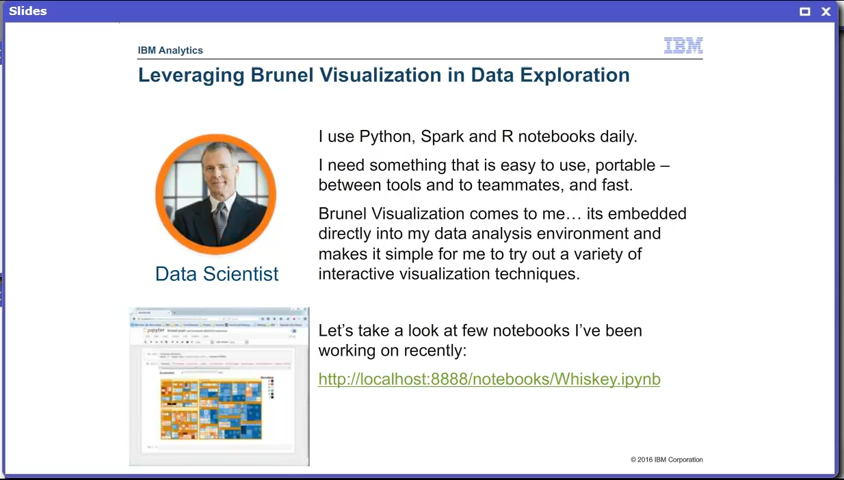 Slides
IBM Analytics
IBM
Leveraging Brunel Visualization in Data Exploration
I use Python, Spark and R notebooks daily.
I need something that is easy to use, portable –
between tools and to teammates, and fast.
Brunel Visualization comes to me… its embedded
directly into my data analysis environment and
makes it simple for me to try out a variety of
interactive visualization techniques.
Data Scientist
Let's take a look at few notebooks I've been
working on recently:
http://localhost:8888/notebooks/Whiskey.ipynb
jupyter
© 2016 IBM Corporation